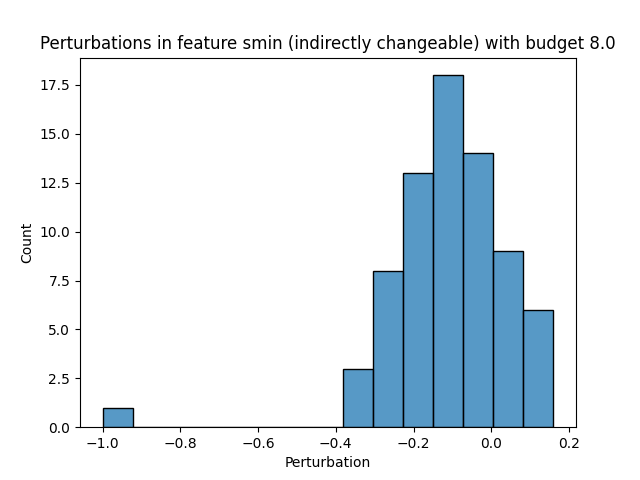 Perturbations in feature smin (indirectly changeable) with budget 8.0
17.5
15.0
12.5
10.0
7.5
5.0
2.5
0.0
Count
−1.0 −0.8 −0.6 −0.4 −0.2 0.0 0.2
Perturbation